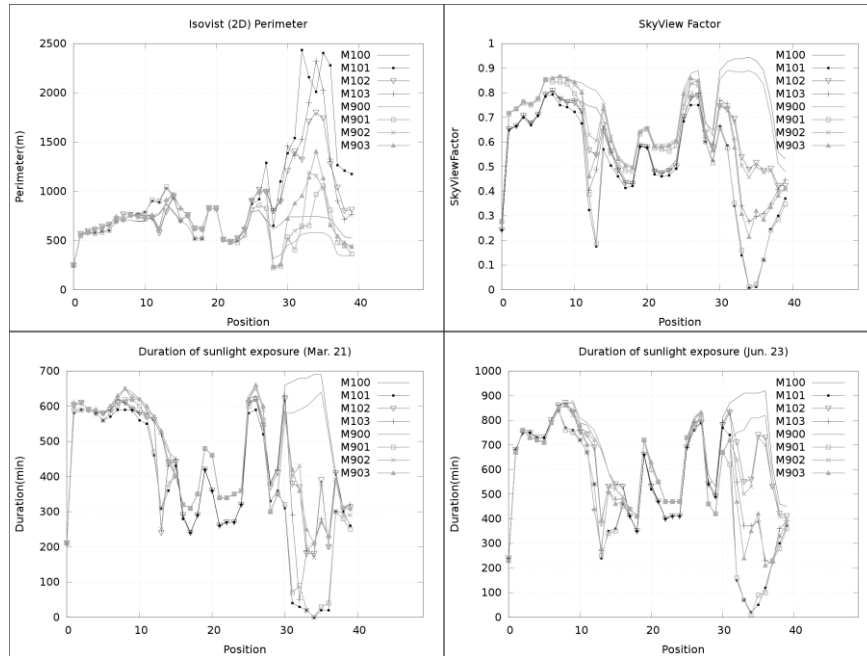 Isovist (2D) Perimeter
Perimeter(m)
2500
2000
1500
1000
500
0
0 10 20 30 40
Position
M100
M101
M102
M103
M900
M901
M902
M903
SkyView Factor
SkyViewFactor
1
0.9
0.8
0.7
0.6
0.5
0.4
0.3
0.2
0.1
0
0 10 20 30 40
Position
M100
M101
M102
M103
M900
M901
M902
M903
Duration of sunlight exposure (Mar. 21)
Duration(min)
700
600
500
400
300
200
100
0
0 10 20 30 40
Position
M100
M101
M102
M103
M900
M901
M902
M903
Duration of sunlight exposure (Jun. 23)
Duration(min)
1000
900
800
700
600
500
400
300
200
100
0
0 10 20 30 40
Position
M100
M101
M102
M103
M900
M901
M902
M903